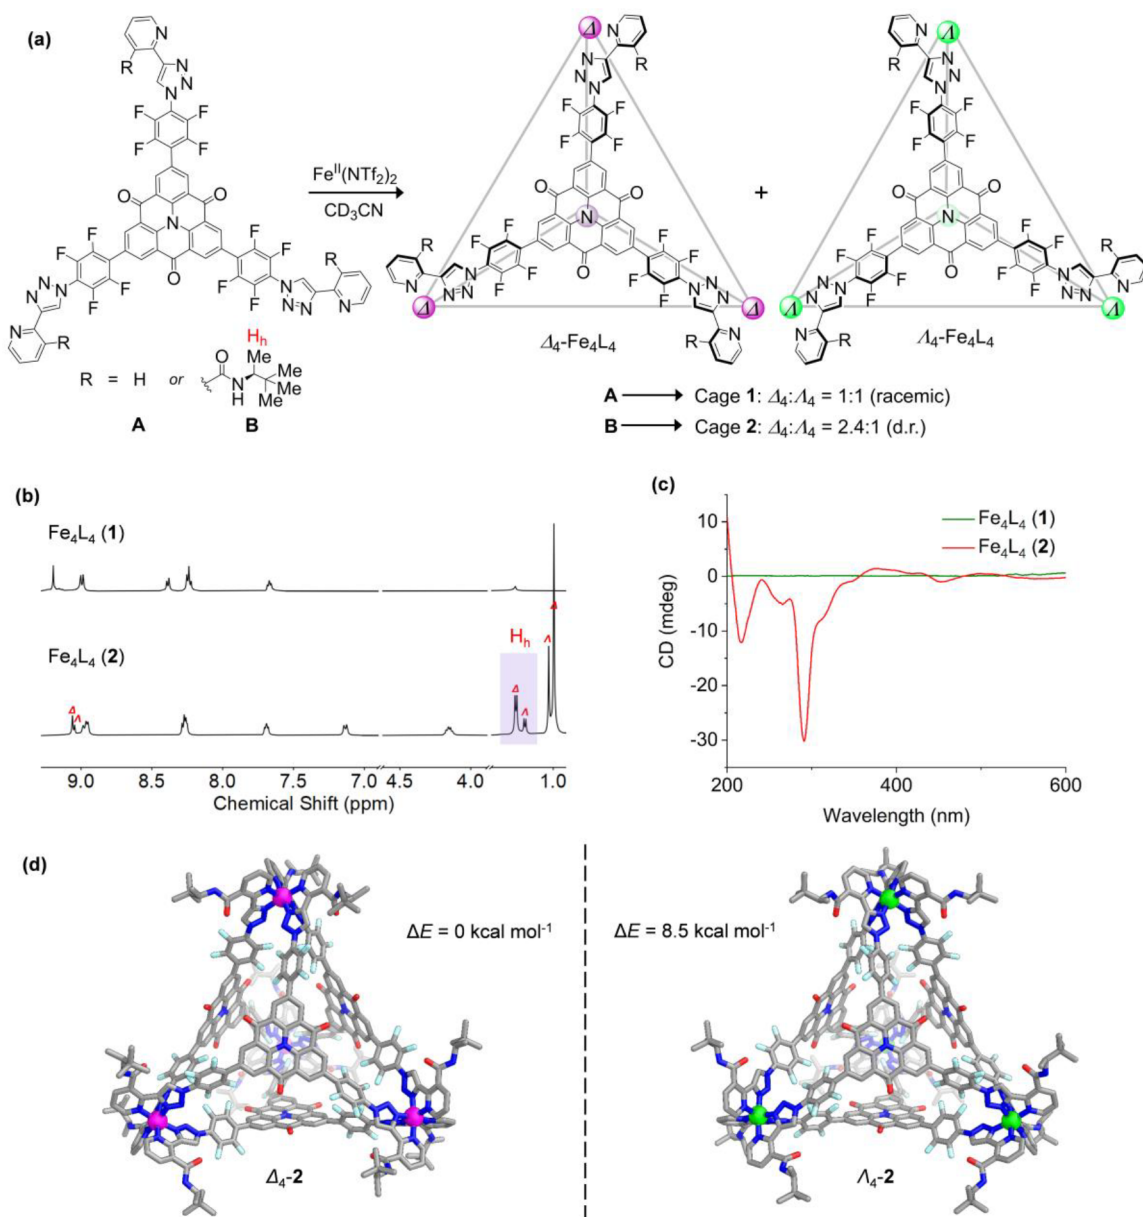 (a)
R
N
N
N
N
F
F
F
F
O
O
N
O
F
F
F
F
N
N
N
R
N
F
F
F
F
N
N
N
R
N
R = H or
O
N
H
H_h
Me
Me
Me
Me
A
B
Fe^II(NTf₂)₂
CD₃CN
Δ
N
R
N
N
N
F
F
F
F
O
O
N
O
R
N
N
N
N
F
F
F
F
F
F
F
F
N
N
N
R
N
Δ
Δ
Δ₄-Fe₄L₄
+
Λ
N
R
N
N
N
F
F
F
F
O
O
N
O
R
N
N
N
N
F
F
F
F
F
F
F
F
N
N
N
R
N
Λ
Λ
Λ₄-Fe₄L₄
A Cage 1: Δ₄:Λ₄ = 1:1 (racemic)
B Cage 2: Δ₄:Λ₄ = 2.4:1 (d.r.)
(b)
Fe₄L₄ (1)
Fe₄L₄ (2)
Δ
Λ
H_h
Δ
Λ
Λ
Δ
9.0 8.5 8.0 7.5 7.0 4.5 4.0 1.0
Chemical Shift (ppm)
(c)
CD (mdeg)
10
0
-10
-20
-30
Fe₄L₄ (1)
Fe₄L₄ (2)
200 400 600
Wavelength (nm)
(d)
ΔE = 0 kcal mol⁻¹
Δ₄-2
ΔE = 8.5 kcal mol⁻¹
Λ₄-2